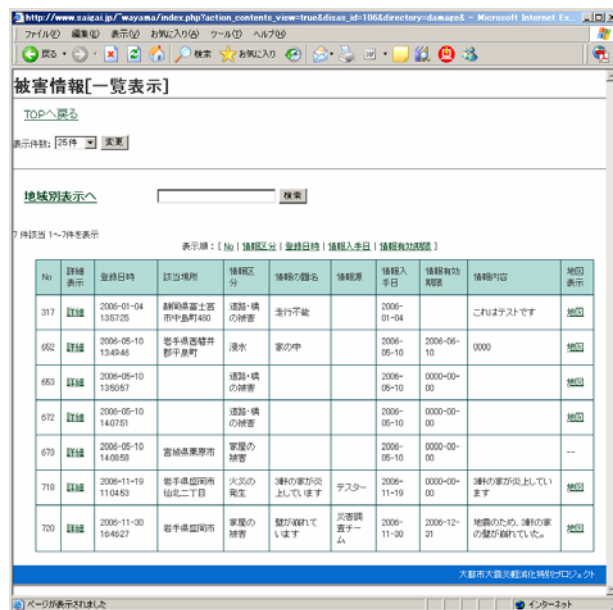 http://www.saigai.jp/~wayama/index.php?action_contents_view=true&disas_id=106&directory=damage& - Microsoft Internet Ex...
ファイル(F) 編集(E) 表示(V) お気に入り(A) ツール(T) ヘルプ(H)
戻る 検索 お気に入り
被害情報[一覧表示]
TOPへ戻る
表示件数: 25件 変更
地域別表示へ 検索
7 件該当 1～7件を表示
表示順：[ No | 情報区分 | 登録日時 | 情報入手日 | 情報有効期限 ]
No 詳細表示 登録日時 該当場所 情報区分 情報の題名 情報源 情報入手日 情報有効期限 情報内容 地図表示
317 詳細 2006-01-04 13:57:25 静岡県富士宮市中島町480 道路・橋の被害 走行不能 2006-01-04 これはテストです 地図
652 詳細 2006-05-10 13:49:46 岩手県西磐井郡平泉町 浸水 家の中 2006-05-10 2006-06-10 0000 地図
653 詳細 2006-05-10 13:50:57 道路・橋の被害 2006-05-10 0000-00-00 地図
672 詳細 2006-05-10 14:07:51 道路・橋の被害 2006-05-10 0000-00-00 地図
673 詳細 2006-05-10 14:08:58 宮城県栗原市 家屋の被害 2006-05-10 0000-00-00 ---
718 詳細 2006-11-19 11:04:53 岩手県盛岡市仙北二丁目 火災の発生 3軒の家が炎上しています テスター 2006-11-19 0000-00-00 3軒の家が炎上しています 地図
720 詳細 2006-11-30 16:46:27 岩手県盛岡市 家屋の被害 壁が崩れています 災害調査チーム 2006-11-30 2006-12-31 地震のため、3軒の家の壁が崩れていた。 地図
大都市大震災軽減化特別プロジェクト
ページが表示されました インターネット